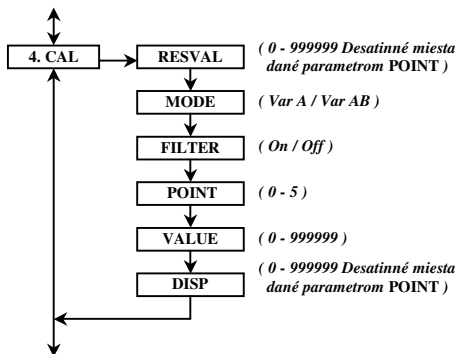 4. CAL
RESVAL
( 0 - 999999 Desatinné miesta
dané parametrom POINT )
MODE
( Var A / Var AB )
FILTER
( On / Off )
POINT
( 0 - 5 )
VALUE
( 0 - 999999 )
DISP
( 0 - 999999 Desatinné miesta
dané parametrom POINT )